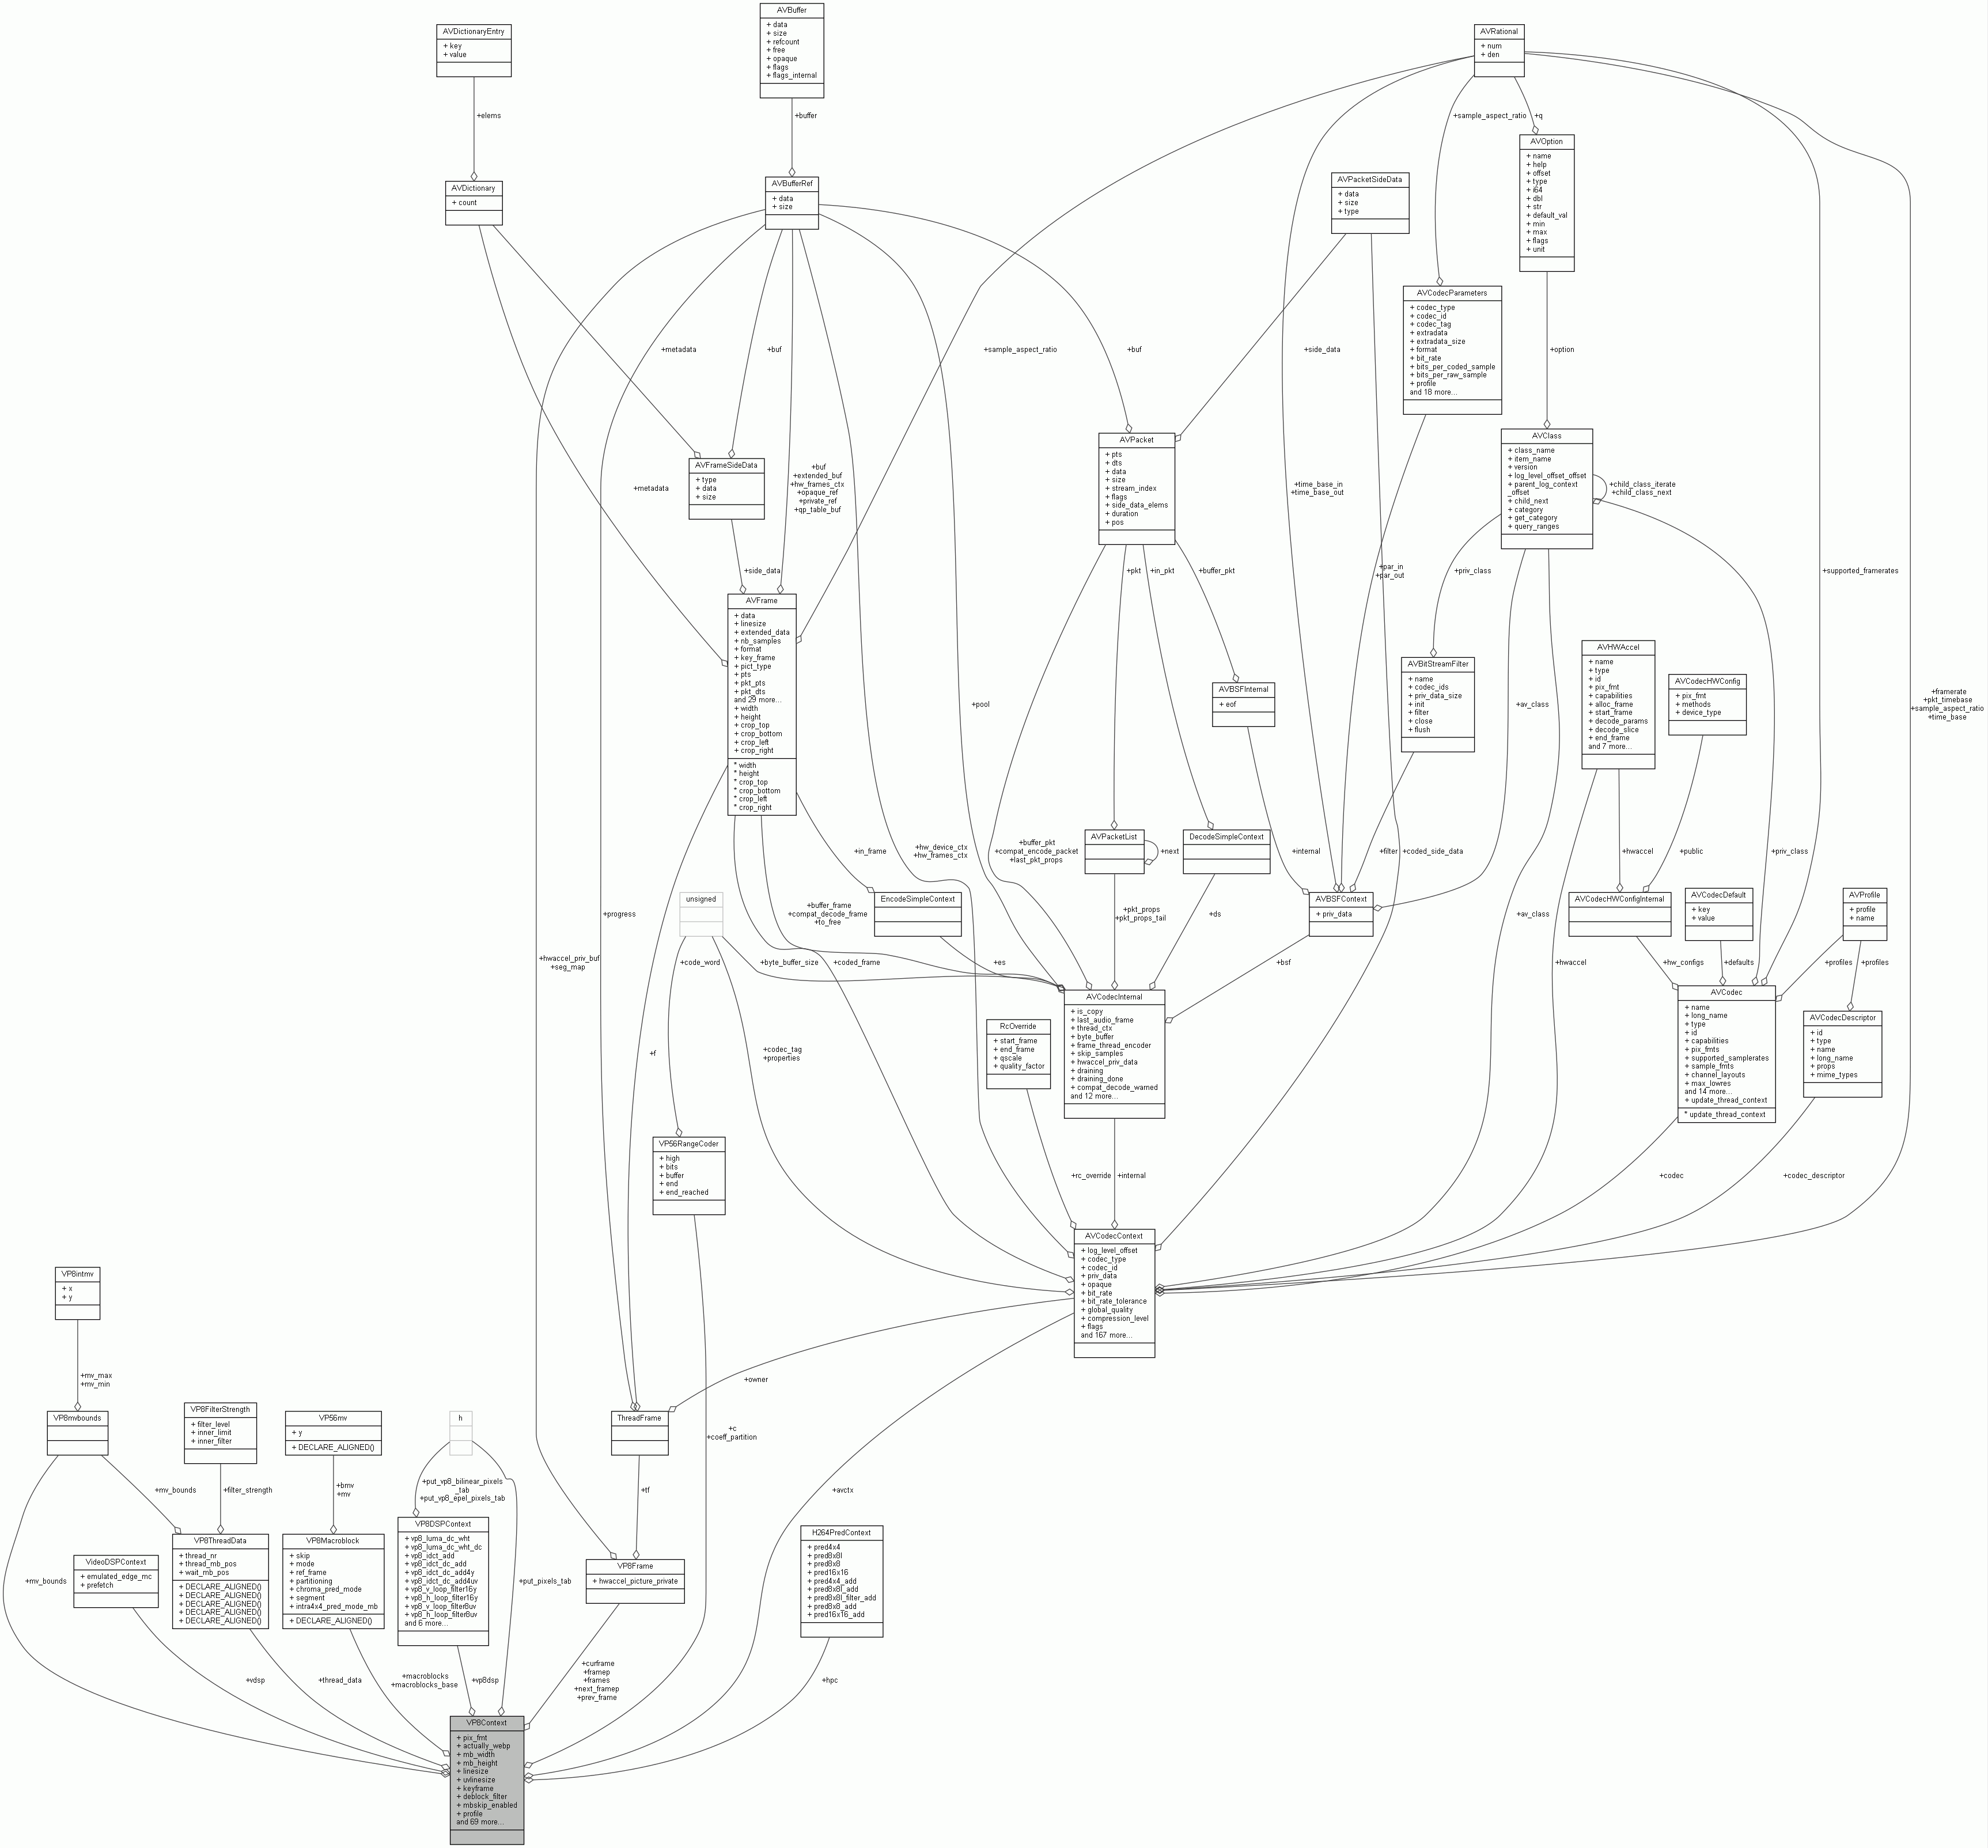 AVBuffer
+ data
+ size
+ refcount
+ free
+ opaque
+ flags
+ flags_internal
AVDictionaryEntry
+ key
+ value
AVRational
+ num
+ den
+elems
+buffer
+sample_aspect_ratio
+q
AVOption
+ name
+ help
+ offset
+ type
+ i64
+ dbl
+ str
+ default_val
+ min
+ max
+ flags
+ unit
AVDictionary
+ count
AVBufferRef
+ data
+ size
AVPacketSideData
+ data
+ size
+ type
AVCodecParameters
+ codec_type
+ codec_id
+ codec_tag
+ extradata
+ extradata_size
+ format
+ bit_rate
+ bits_per_coded_sample
+ bits_per_raw_sample
+ profile
and 18 more...
+metadata
+buf
+sample_aspect_ratio
+buf
+side_data
+option
AVClass
+ class_name
+ item_name
+ version
+ log_level_offset_offset
+ parent_log_context
_offset
+ child_next
+ category
+ get_category
+ query_ranges
+child_class_iterate
+child_class_next
AVPacket
+ pts
+ dts
+ data
+ size
+ stream_index
+ flags
+ side_data_elems
+ duration
+ pos
AVFrameSideData
+ type
+ data
+ size
+metadata
+buf
+extended_buf
+hw_frames_ctx
+opaque_ref
+private_ref
+qp_table_buf
+time_base_in
+time_base_out
+side_data
+pkt
+in_pkt
+buffer_pkt
+par_in
+par_out
+priv_class
+supported_framerates
AVFrame
+ data
+ linesize
+ extended_data
+ nb_samples
+ format
+ key_frame
+ pict_type
+ pts
+ pkt_pts
+ pkt_dts
and 29 more...
+ width
+ height
+ crop_top
+ crop_bottom
+ crop_left
+ crop_right
* width
* height
* crop_top
* crop_bottom
* crop_left
* crop_right
AVHWAccel
+ name
+ type
+ id
+ pix_fmt
+ capabilities
+ alloc_frame
+ start_frame
+ decode_params
+ decode_slice
+ end_frame
and 7 more...
AVBitStreamFilter
+ name
+ codec_ids
+ priv_data_size
+ init
+ filter
+ close
+ flush
AVCodecHWConfig
+ pix_fmt
+ methods
+ device_type
AVBSFInternal
+ eof
+pool
+av_class
+framerate
+pkt_timebase
+sample_aspect_ratio
+time_base
AVPacketList
+next
DecodeSimpleContext
+in_frame
+hw_device_ctx
+hw_frames_ctx
+buffer_pkt
+compat_encode_packet
+last_pkt_props
+internal
+filter
+coded_side_data
+hwaccel
+public
+priv_class
unsigned
EncodeSimpleContext
AVBSFContext
+ priv_data
AVCodecHWConfigInternal
AVCodecDefault
+ key
+ value
AVProfile
+ profile
+ name
+progress
+buffer_frame
+compat_decode_frame
+to_free
+pkt_props
+pkt_props_tail
+ds
+av_class
+hwaccel_priv_buf
+seg_map
+code_word
+byte_buffer_size
+coded_frame
+es
+bsf
+hwaccel
+hw_configs
+defaults
+profiles
+profiles
AVCodecInternal
+ is_copy
+ last_audio_frame
+ thread_ctx
+ byte_buffer
+ frame_thread_encoder
+ skip_samples
+ hwaccel_priv_data
+ draining
+ draining_done
+ compat_decode_warned
and 12 more...
AVCodec
+ name
+ long_name
+ type
+ id
+ capabilities
+ pix_fmts
+ supported_samplerates
+ sample_fmts
+ channel_layouts
+ max_lowres
and 14 more...
+ update_thread_context
* update_thread_context
AVCodecDescriptor
+ id
+ type
+ name
+ long_name
+ props
+ mime_types
RcOverride
+ start_frame
+ end_frame
+ qscale
+ quality_factor
+f
+codec_tag
+properties
VP56RangeCoder
+ high
+ bits
+ buffer
+ end
+ end_reached
+rc_override
+internal
+codec
+codec_descriptor
AVCodecContext
+ log_level_offset
+ codec_type
+ codec_id
+ priv_data
+ opaque
+ bit_rate
+ bit_rate_tolerance
+ global_quality
+ compression_level
+ flags
and 167 more...
VP8intmv
+ x
+ y
+mv_max
+mv_min
+owner
VP8mvbounds
VP8FilterStrength
+ filter_level
+ inner_limit
+ inner_filter
VP56mv
+ y
+ DECLARE_ALIGNED()
h
ThreadFrame
+c
+coeff_partition
+mv_bounds
+filter_strength
+bmv
+mv
+put_vp8_bilinear_pixels
_tab
+put_vp8_epel_pixels_tab
+tf
+avctx
VideoDSPContext
+ emulated_edge_mc
+ prefetch
VP8ThreadData
+ thread_nr
+ thread_mb_pos
+ wait_mb_pos
+ DECLARE_ALIGNED()
+ DECLARE_ALIGNED()
+ DECLARE_ALIGNED()
+ DECLARE_ALIGNED()
+ DECLARE_ALIGNED()
VP8Macroblock
+ skip
+ mode
+ ref_frame
+ partitioning
+ chroma_pred_mode
+ segment
+ intra4x4_pred_mode_mb
+ DECLARE_ALIGNED()
VP8DSPContext
+ vp8_luma_dc_wht
+ vp8_luma_dc_wht_dc
+ vp8_idct_add
+ vp8_idct_dc_add
+ vp8_idct_dc_add4y
+ vp8_idct_dc_add4uv
+ vp8_v_loop_filter16y
+ vp8_h_loop_filter16y
+ vp8_v_loop_filter8uv
+ vp8_h_loop_filter8uv
and 6 more...
VP8Frame
+ hwaccel_picture_private
H264PredContext
+ pred4x4
+ pred8x8l
+ pred8x8
+ pred16x16
+ pred4x4_add
+ pred8x8l_add
+ pred8x8l_filter_add
+ pred8x8_add
+ pred16x16_add
+mv_bounds
+put_pixels_tab
+vdsp
+thread_data
+macroblocks
+macroblocks_base
+vp8dsp
+curframe
+framep
+frames
+next_framep
+prev_frame
+hpc
VP8Context
+ pix_fmt
+ actually_webp
+ mb_width
+ mb_height
+ linesize
+ uvlinesize
+ keyframe
+ deblock_filter
+ mbskip_enabled
+ profile
and 69 more...